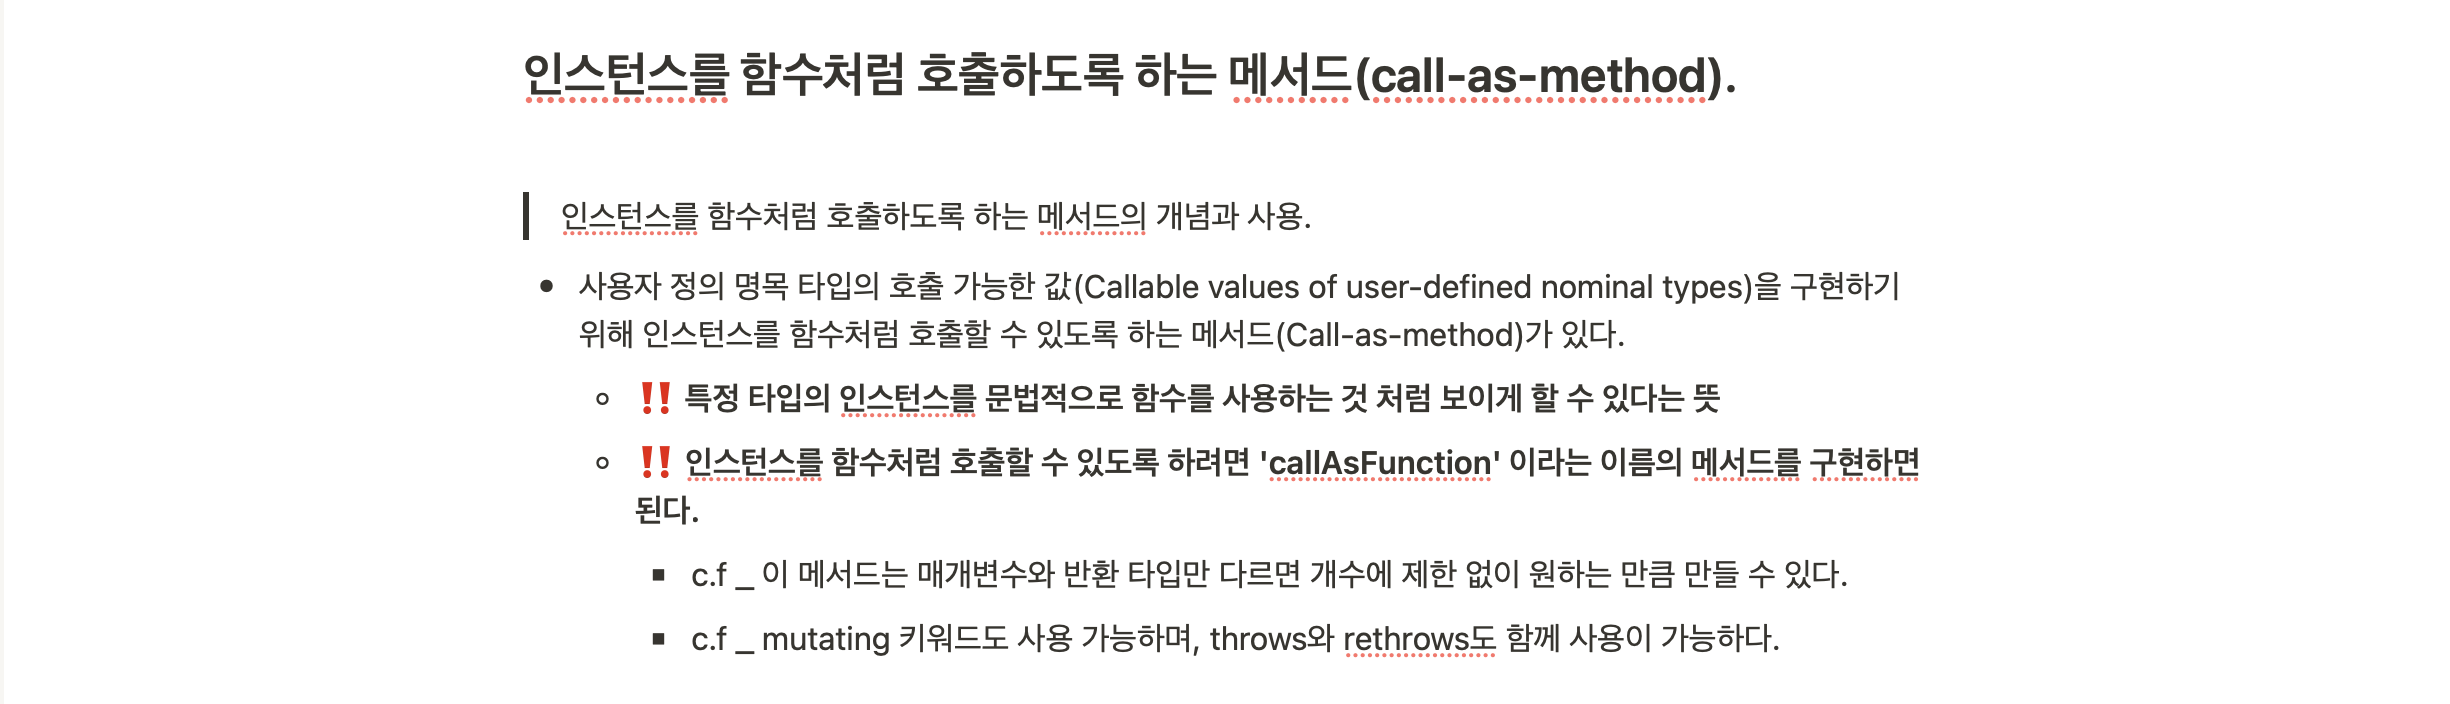 인스턴스를 함수처럼 호출하도록 하는 메서드(call-as-method).
인스턴스를 함수처럼 호출하도록 하는 메서드의 개념과 사용.
• 사용자 정의 명목 타입의 호출 가능한 값(Callable values of user-defined nominal types)을 구현하기
위해 인스턴스를 함수처럼 호출할 수 있도록 하는 메서드(Call-as-method)가 있다.
◦ ‼️ 특정 타입의 인스턴스를 문법적으로 함수를 사용하는 것 처럼 보이게 할 수 있다는 뜻
◦ ‼️ 인스턴스를 함수처럼 호출할 수 있도록 하려면 'callAsFunction' 이라는 이름의 메서드를 구현하면
된다.
▪ c.f _ 이 메서드는 매개변수와 반환 타입만 다르면 개수에 제한 없이 원하는 만큼 만들 수 있다.
▪ c.f _ mutating 키워드도 사용 가능하며, throws와 rethrows도 함께 사용이 가능하다.